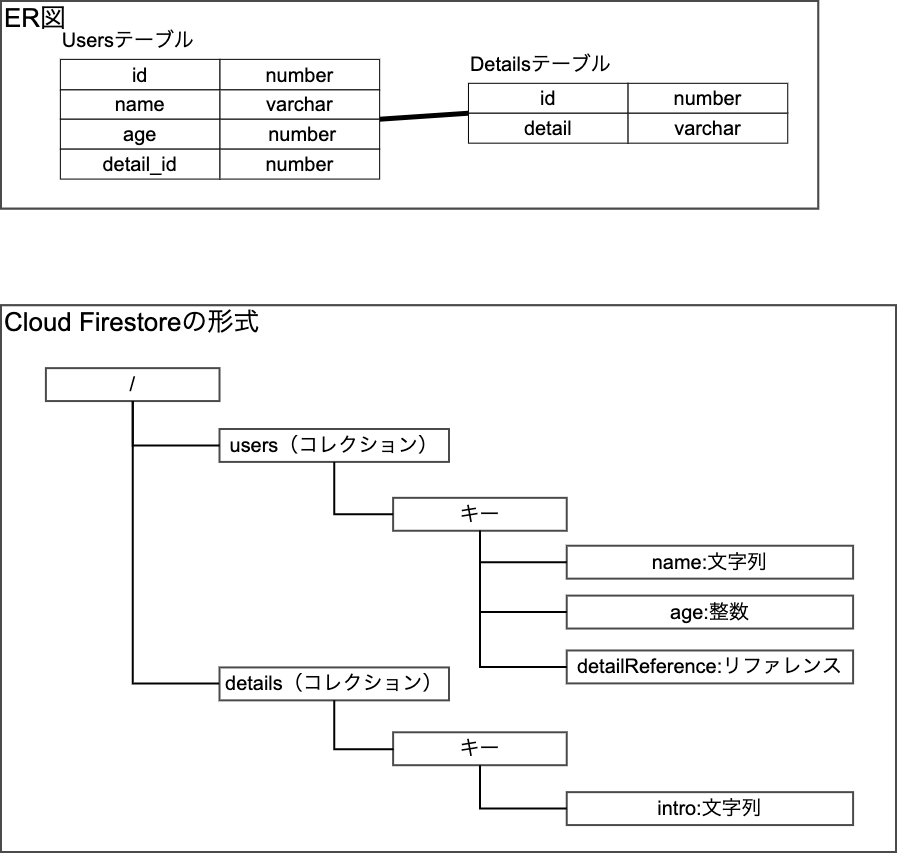 ER図
Usersテーブル
id number
name varchar
age number
detail_id number
Detailsテーブル
id number
detail varchar
Cloud Firestoreの形式
/
users（コレクション）
キー
name:文字列
age:整数
detailReference:リファレンス
details（コレクション）
キー
intro:文字列